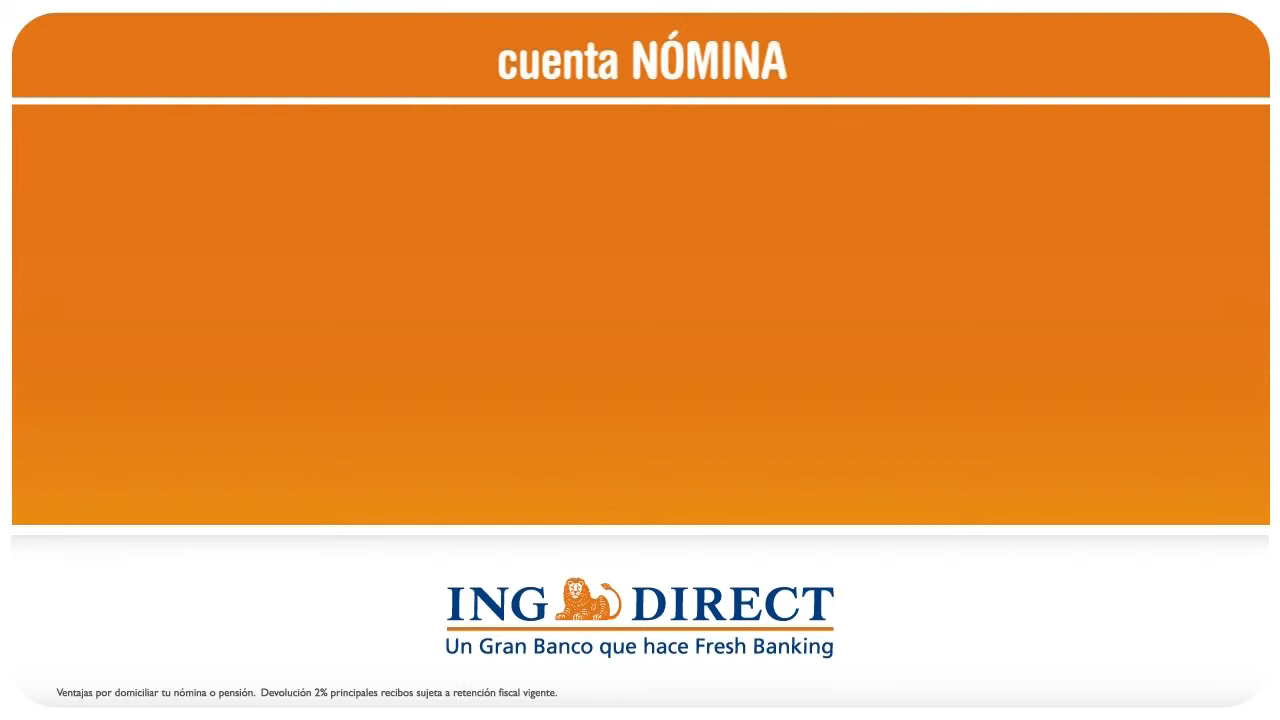 cuenta NÓMINA
ING DIRECT
Un Gran Banco que hace Fresh Banking
Ventajas por domiciliar tu nómina o pensión. Devolución 2% principales recibos sujeta a retención fiscal vigente.